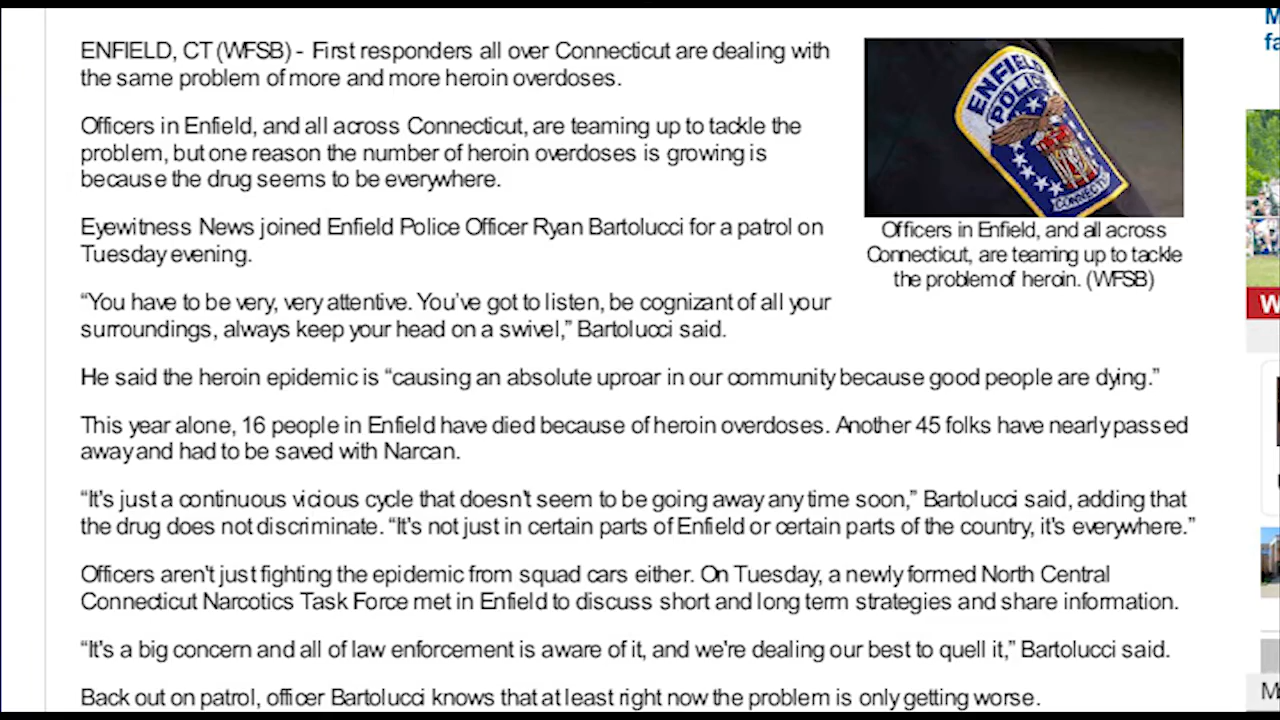 ENFIELD, CT (WFSB) - First responders all over Connecticut are dealing with
the same problem of more and more heroin overdoses.
Officers in Enfield, and all across Connecticut, are teaming up to tackle the
problem, but one reason the number of heroin overdoses is growing is
because the drug seems to be everywhere.
Eyewitness News joined Enfield Police Officer Ryan Bartolucci for a patrol on
Tuesday evening.
“You have to be very, very attentive. You’ve got to listen, be cognizant of all your
surroundings, always keep your head on a swivel,” Bartolucci said.
ENFIELD
POLICE
CONNECTI
Officers in Enfield, and all across
Connecticut, are teaming up to tackle
the problem of heroin. (WFSB)
He said the heroin epidemic is “causing an absolute uproar in our community because good people are dying.”
This year alone, 16 people in Enfield have died because of heroin overdoses. Another 45 folks have nearly passed
away and had to be saved with Narcan.
“It's just a continuous vicious cycle that doesn't seem to be going away any time soon,” Bartolucci said, adding that
the drug does not discriminate. “It's not just in certain parts of Enfield or certain parts of the country, it's everywhere.”
Officers aren't just fighting the epidemic from squad cars either. On Tuesday, a newly formed North Central
Connecticut Narcotics Task Force met in Enfield to discuss short and long term strategies and share information.
“It's a big concern and all of law enforcement is aware of it, and we're dealing our best to quell it,” Bartolucci said.
Back out on patrol, officer Bartolucci knows that at least right now the problem is only getting worse.